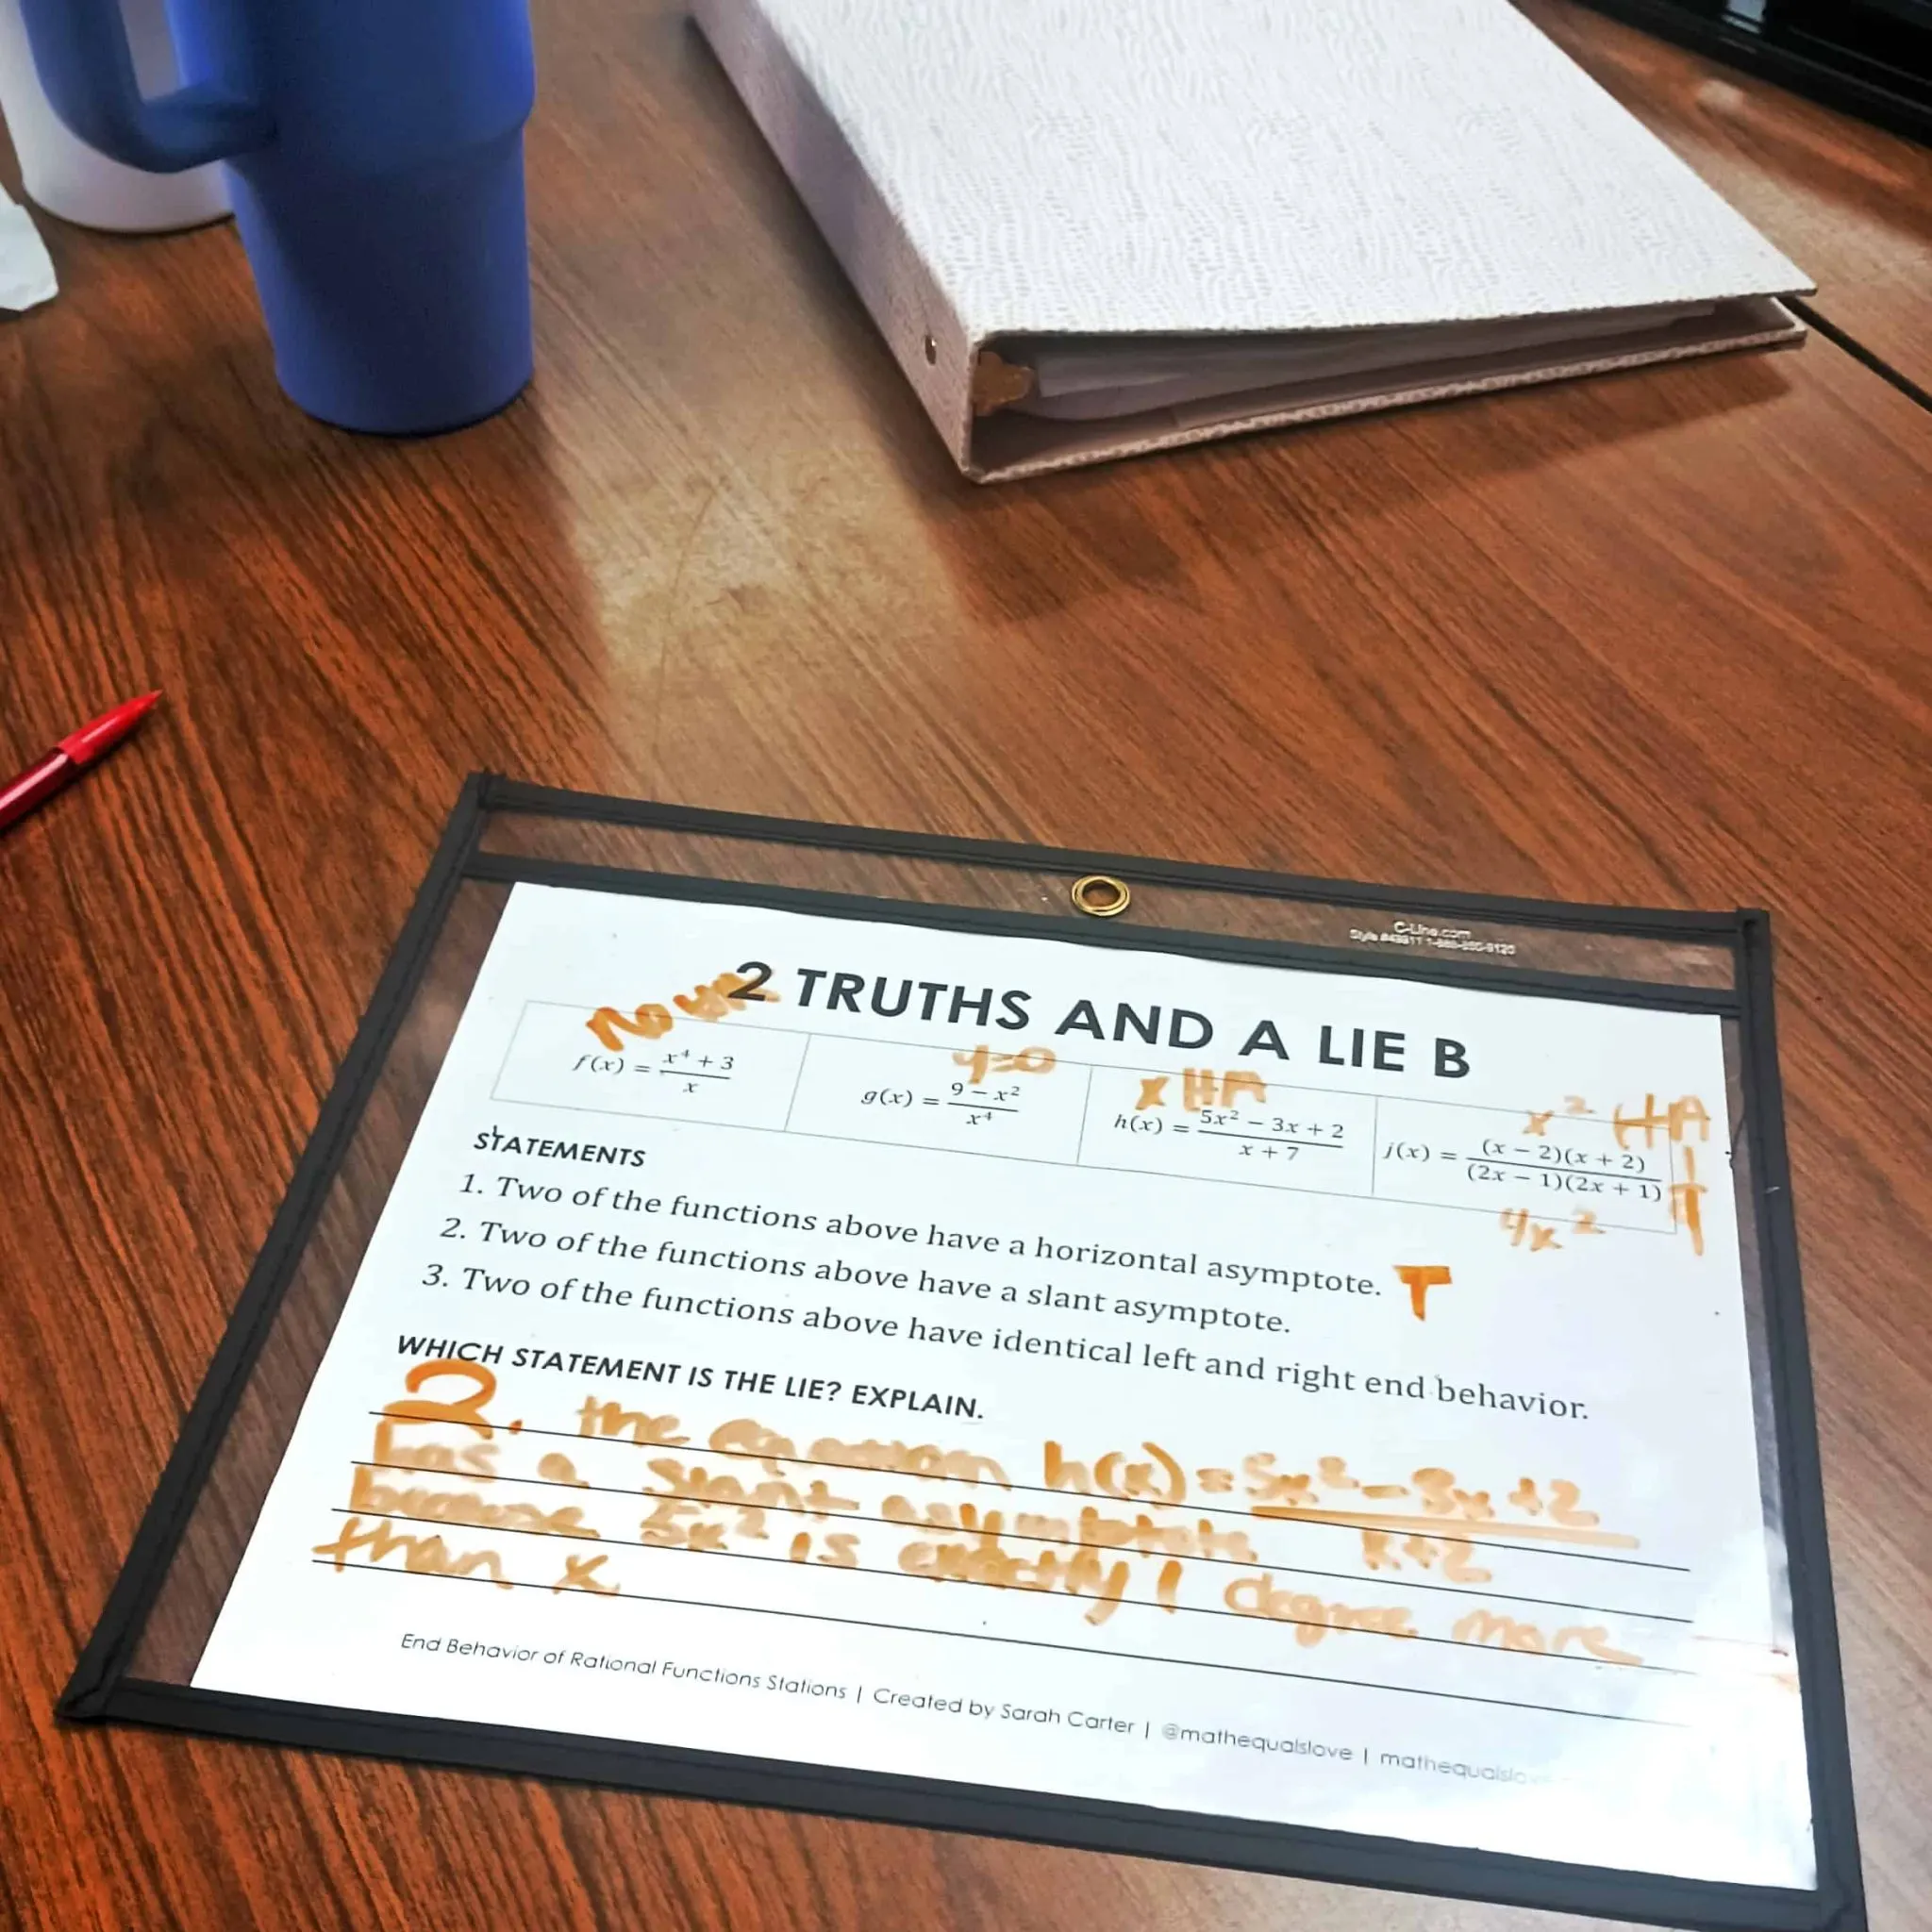 C-Line.com
2 TRUTHS AND A LIE B
f(x) = x⁴ + 3 / x
y=0
g(x) = 9 − x² / x⁴
X HA
h(x) = 5x² − 3x + 2 / x + 7
x² HA
j(x) = (x − 2)(x + 2) / (2x − 1)(2x + 1)
4x²
STATEMENTS
1. Two of the functions above have a horizontal asymptote. T
2. Two of the functions above have a slant asymptote.
3. Two of the functions above have identical left and right end behavior.
WHICH STATEMENT IS THE LIE? EXPLAIN.
2. the equation h(x) = 5x² − 3x + 2
x+2
has a slant asymptote
because 5x² is exactly 1 degree more
than x
End Behavior of Rational Functions Stations | Created by Sarah Carter | @mathequalslove | mathequalslov